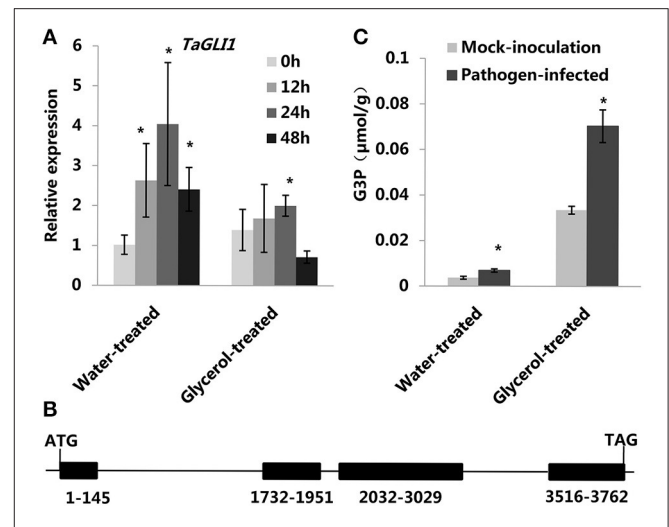 A
TaGLI1
Relative expression
6
5
4
3
2
1
0
*
*
*
*
0h
12h
24h
48h
Water-treated
Glycerol-treated
C
Mock-inoculation
Pathogen-infected
G3P（μmol/g）
0.1
0.08
0.06
0.04
0.02
0
*
*
Water-treated
Glycerol-treated
B
ATG
TAG
1-145
1732-1951
2032-3029
3516-3762